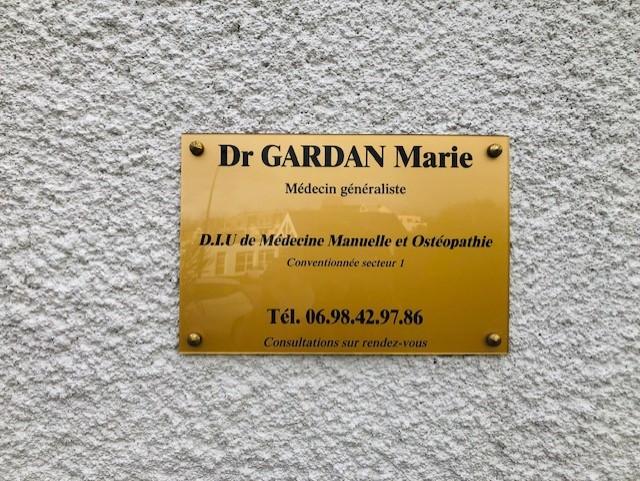 Dr GARDAN Marie
Médecin généraliste
D.I.U de Médecine Manuelle et Ostéopathie
Conventionnée secteur 1
Tél. 06.98.42.97.86
Consultations sur rendez-vous